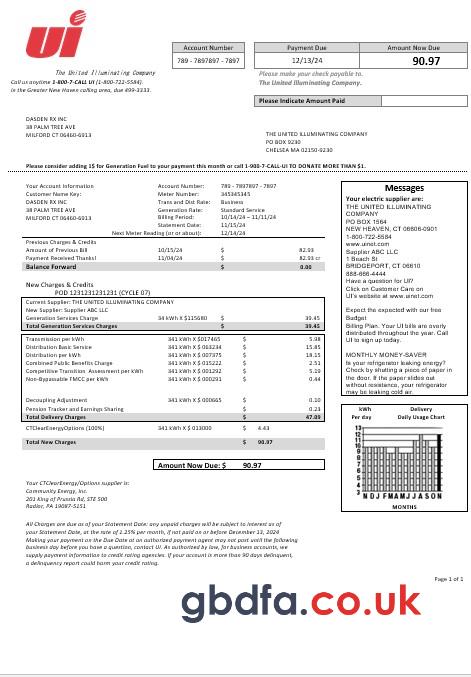 ui
The United Illuminating Company
Call us anytime 1-800-7-CALL UI (1-800-722-5584).
in the Greater New Haven calling area, due 499-3333.
Account Number
789 - 7897897 - 7897
Payment Due
12/13/24
Amount Now Due
90.97
Please make your check payable to.
The United Illuminating Company.
Please Indicate Amount Paid
DASDEN RX INC
38 PALM TREE AVE
MILFORD CT 06460-6913
THE UNITED ILLUMINATING COMPANY
PO BOX 9230
CHELSEA MA 02150-9230
Please consider adding 1$ for Generation Fuel to your payment this month or call 1-900-7-CALL-UI TO DONATE MORE THAN $1.
Your Account Information
Customer Name Key:
DASDEN RX INC
38 PALM TREE AVE
MILFORD CT 06460-6913
Account Number: 789 - 7897897 - 7897
Meter Number: 345345345
Trans and Dist Rate: Business
Generation Rate: Standard Service
Billing Period: 10/14/24 – 11/11/24
Statement Date: 11/15/24
Next Meter Reading (or or about): 12/14/24
Previous Charges & Credits
Amount of Previous Bill 10/15/24 $ 82.93
Payment Received Thanks! 11/04/24 $ 82.93 cr
Balance Forward $ 0.00
New Charges & Credits
POD 1231231231231 (CYCLE 07)
Current Supplier: THE UNITED ILLUMINATING COMPANY
New Supplier: Supplier ABC LLC
Generation Services Charge 34 kWh X $115680 $ 39.45
Total Generation Services Charges $ 39.45
Transmission per kWh 341 kWh X $017465 $ 5.98
Distribution Basic Service 341 kWh X $ 063234 $ 15.85
Distribution per kWh 341 kWh X $ 007375 $ 18.15
Combined Public Benefits Charge 341 kWh X $ 035222 $ 2.51
Competitive Transition Assessment per kWh 341 kWh X $ 001292 $ 5.19
Non-Bypassable FMCC per kWh 341 kWh X $ 000291 $ 0.44
Decoupling Adjustment 341 kWh X $ 000665 $ 0.10
Pension Tracker and Earnings Sharing $ 0.23
Total Delivery Charges $ 47.09
CTClearEnergyOptions (100%) 341 kWh X $ 013000 $ 4.43
Total New Charges $ 90.97
Amount Now Due: $ 90.97
Your CTClearEnergy/Options supplier is:
Community Energy, Inc.
201 King of Prussia Rd, STE 500
Radlor, PA 19087-5151
All Charges are due as of your Statement Date: any unpaid charges will be subject to interest as of
your Statement Date, at the rate of 1.25% per month, if not paid on or before December 13, 2024
Making your payment on the Due Date at an authorized payment agent may not post until the following
business day before you have a question, contact UI. As authorized by law, for business accounts, we
supply payment information to credit rating agencies. If your account is more than 90 days delinquent,
a delinquency report could harm your credit rating.
Messages
Your electric supplier are:
THE UNITED ILLUMINATING
COMPANY
PO BOX 1564
NEW HEAVEN, CT 06606-0901
1-800-722-5584
www.uinet.com
Supplier ABC LLC
1 Beach St
BRIDGEPORT, CT 06610
888-666-4444
Have a question for UI?
Click on Customer Care on
UI's website at www.uinet.com
Expect the expected with our free
Budget
Billing Plan. Your UI bills are overly
distributed throughout the year. Call
UI to sign up today.
MONTHLY MONEY-SAVER
Is your refrigerator leaking energy?
Check by shutting a piece of paper in
the door. If the paper slides out
without resistance, your refrigerator
may be leaking cold air.
kWh Delivery
Per day Daily Usage Chart
13
12
11
10
9
8
7
6
5
4
3
N D J F M A M J J A S O N
MONTHS
Page 1 of 1
gbdfa.co.uk